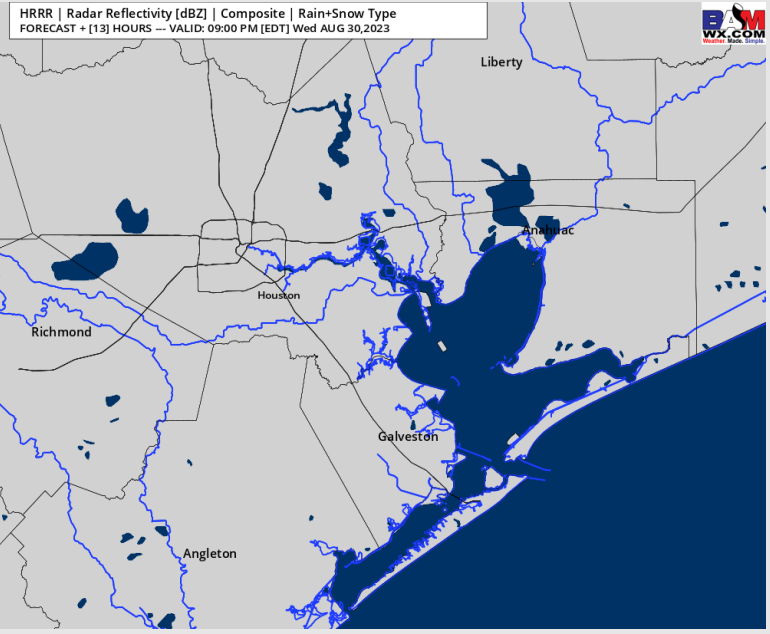 HRRR | Radar Reflectivity [dBZ] | Composite | Rain+Snow Type
FORECAST + [13] HOURS --- VALID: 09:00 PM [EDT] Wed AUG 30,2023
BAM
WX.COM
Weather. Made. Simple.
Liberty
Anahuac
Houston
Richmond
Galveston
Angleton